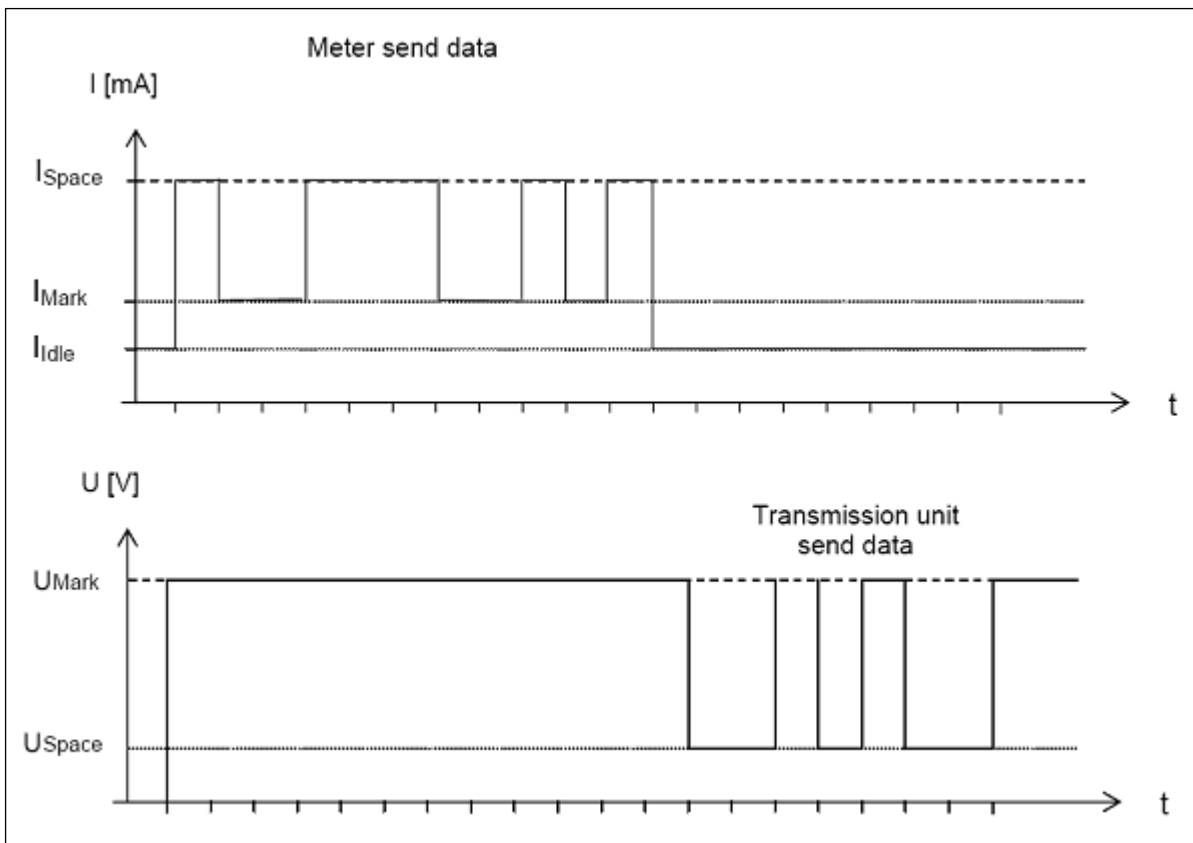 Meter send data
I [mA]
ISpace
IMark
IIdle
t
U [V]
Transmission unit
send data
UMark
USpace
t